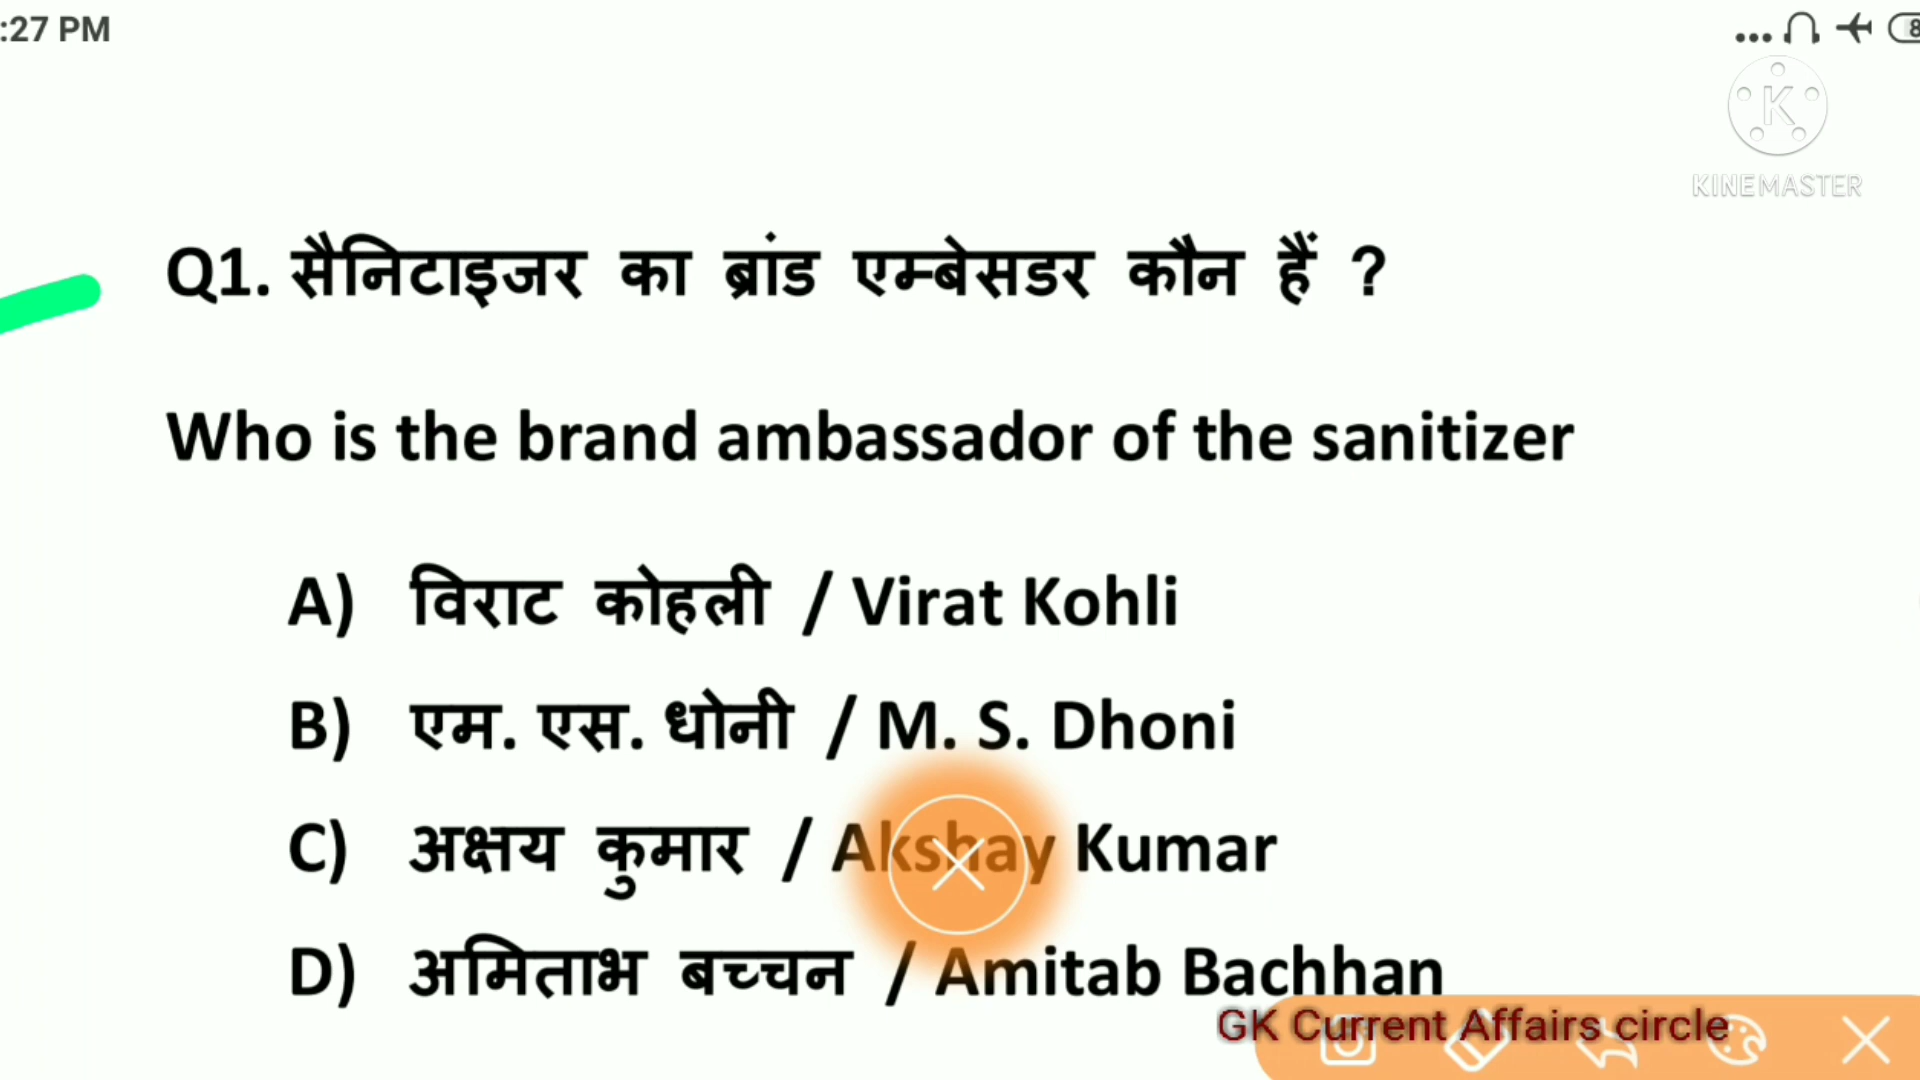 :27 PM
KINEMASTER
Q1. सैनिटाइजर का ब्रांड एम्बेसडर कौन हैं ?
Who is the brand ambassador of the sanitizer
A) विराट कोहली / Virat Kohli
B) एम. एस. धोनी / M. S. Dhoni
C) अक्षय कुमार / Akshay Kumar
D) अमिताभ बच्चन / Amitab Bachhan
GK Current Affairs circle